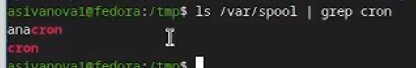 asivanova1@fedora:/tmp$ ls /var/spool | grep cron
anacron
cron
asivanova1@fedora:/tmp$